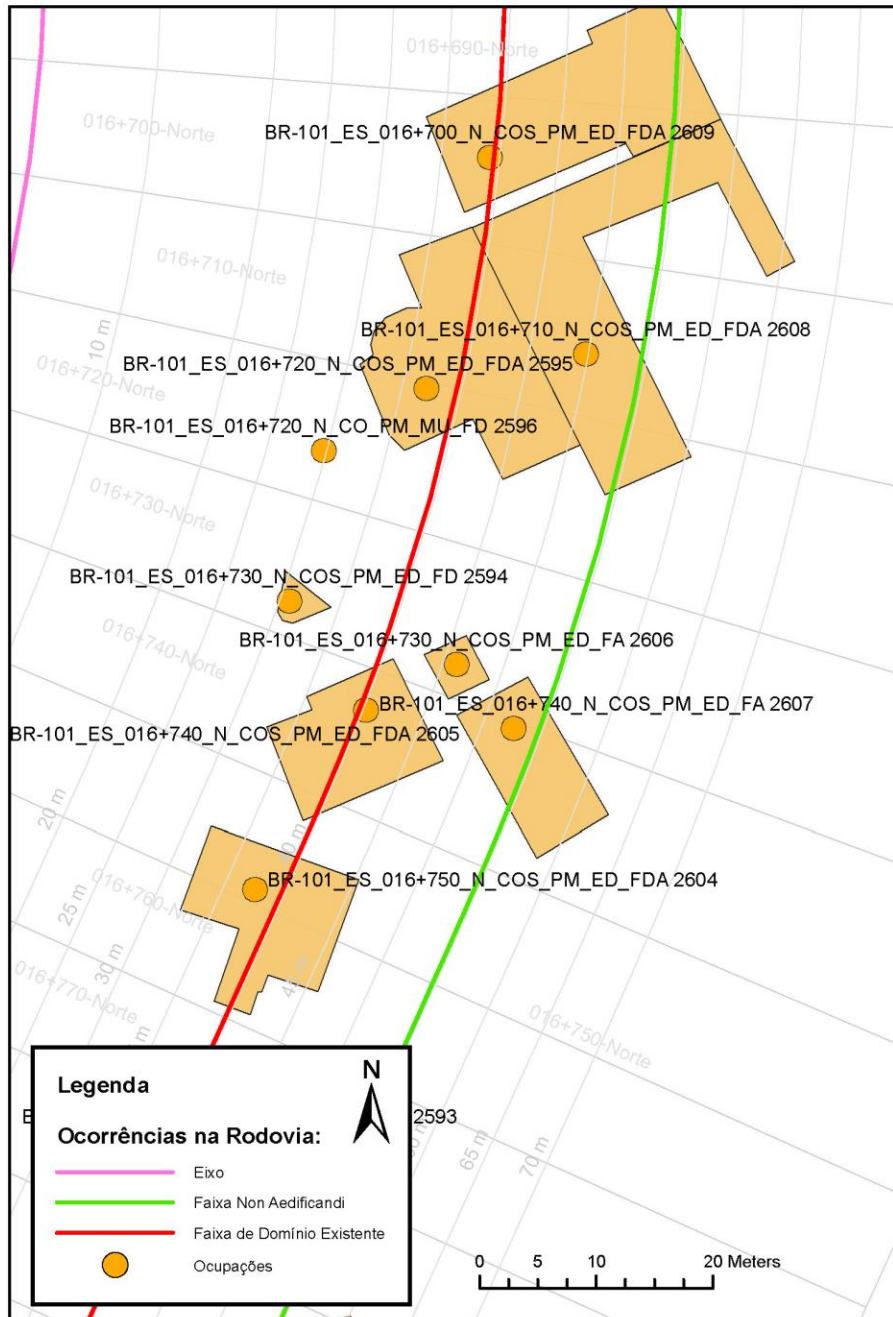 016+690-Norte
016+700-Norte
BR-101_ES_016+700_N_COS_PM_ED_FDA 2609
016+710-Norte
10 m
BR-101_ES_016+710_N_COS_PM_ED_FDA 2608
BR-101_ES_016+720_N_COS_PM_ED_FDA 2595
016+720-Norte
BR-101_ES_016+720_N_CO_PM_MU_FD 2596
016+730-Norte
BR-101_ES_016+730_N_COS_PM_ED_FD 2594
BR-101_ES_016+730_N_COS_PM_ED_FA 2606
016+740-Norte
BR-101_ES_016+740_N_COS_PM_ED_FA 2607
BR-101_ES_016+740_N_COS_PM_ED_FDA 2605
20 m
BR-101_ES_016+750_N_COS_PM_ED_FDA 2604
016+760-Norte
25 m
30 m
45 m
016+770-Norte
016+750-Norte
2593
65 m
70 m
Legenda
N
Ocorrências na Rodovia:
Eixo
Faixa Non Aedificandi
Faixa de Domínio Existente
Ocupações
0 5 10 20 Meters